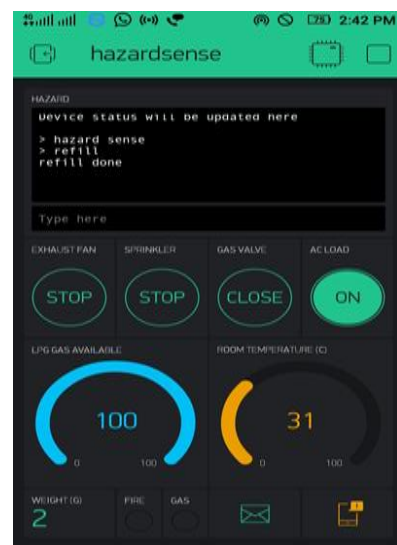 4G 75 2:42 PM
hazardsense
HAZARD
Device status will be updated here
> hazard sense
> refill
refill done
Type here
EXHAUST FAN SPRINKLER GAS VALVE AC LOAD
STOP STOP CLOSE ON
LPG GAS AVAILABLE ROOM TEMPERATURE (C)
100 31
0 100 0 100
WEIGHT (G) FIRE GAS
2